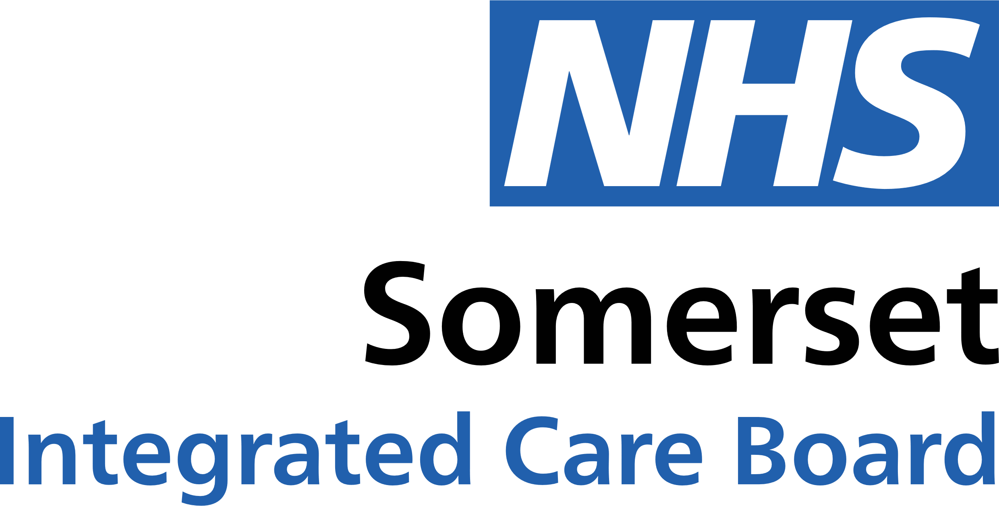 NHS
Somerset
Integrated Care Board